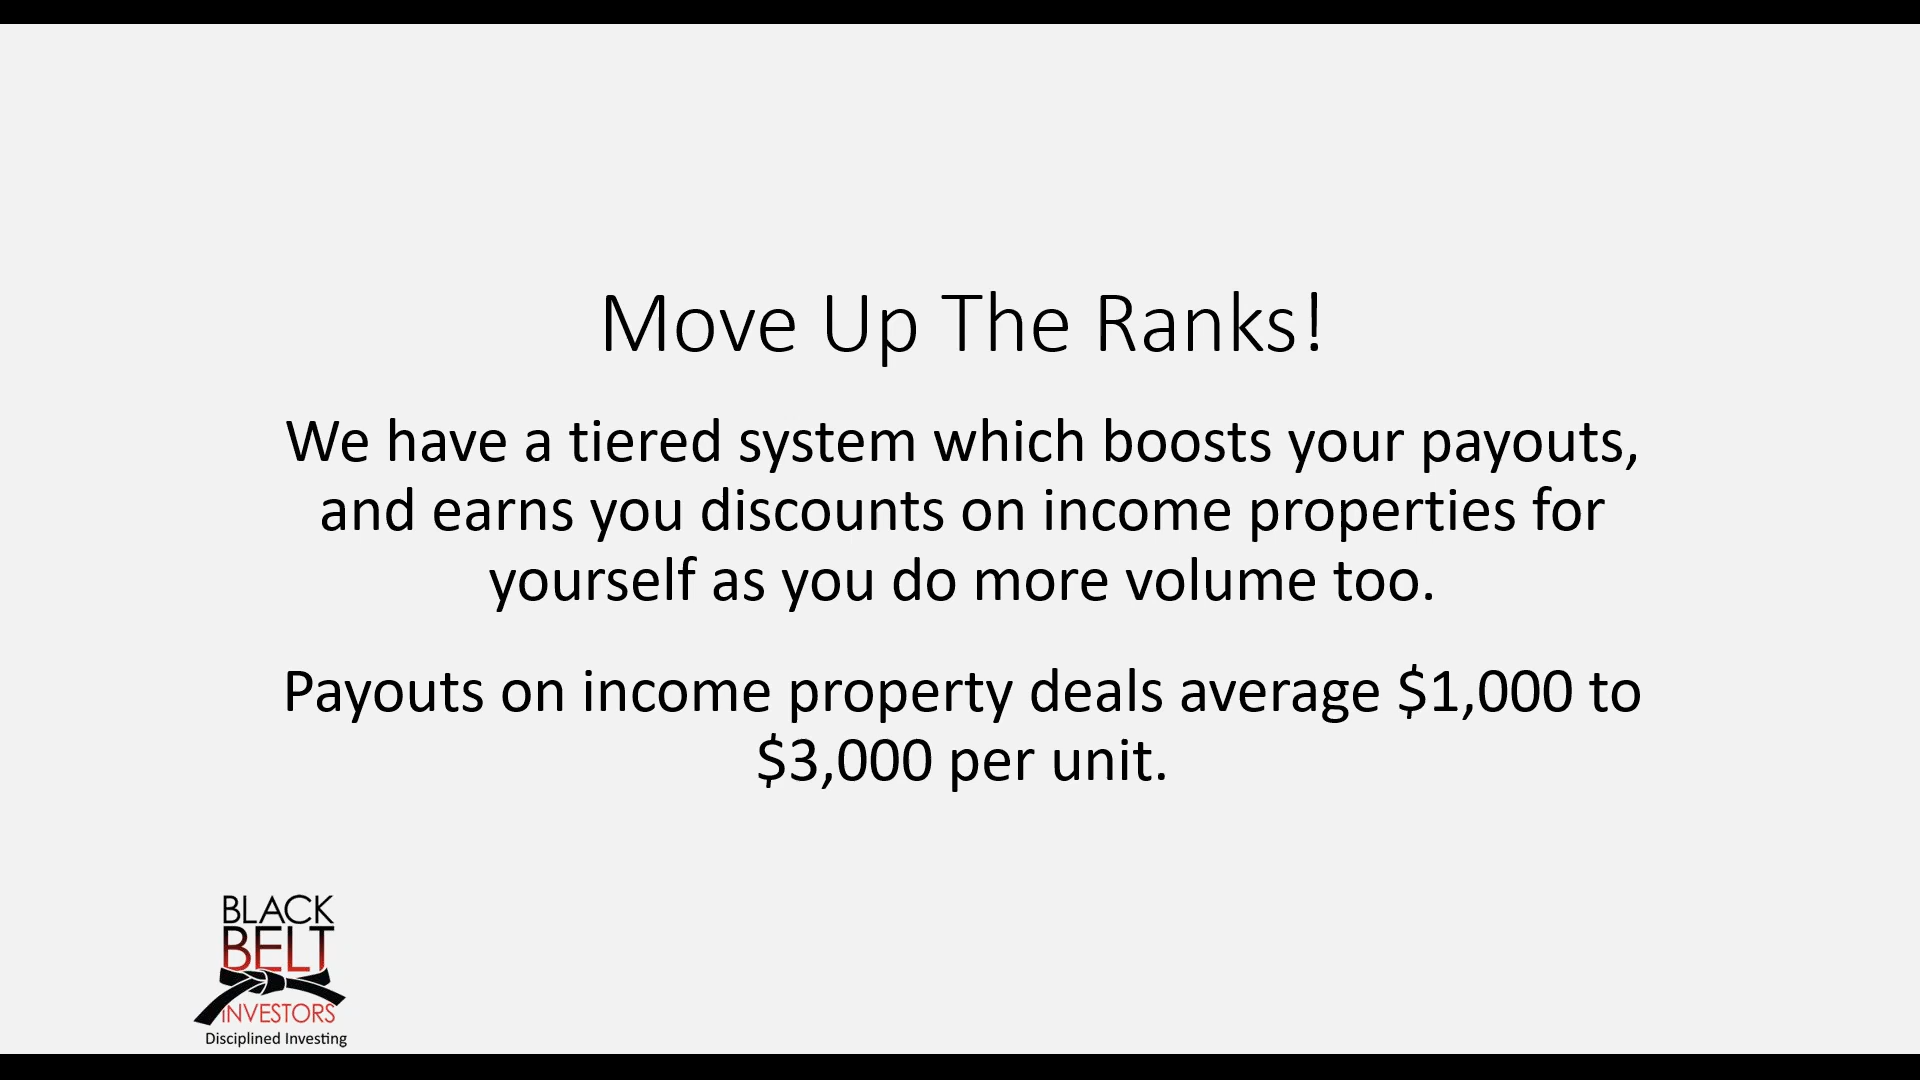 Move Up The Ranks!
We have a tiered system which boosts your payouts,
and earns you discounts on income properties for
yourself as you do more volume too.
Payouts on income property deals average $1,000 to
$3,000 per unit.
BLACK
BELT
INVESTORS
Disciplined Investing